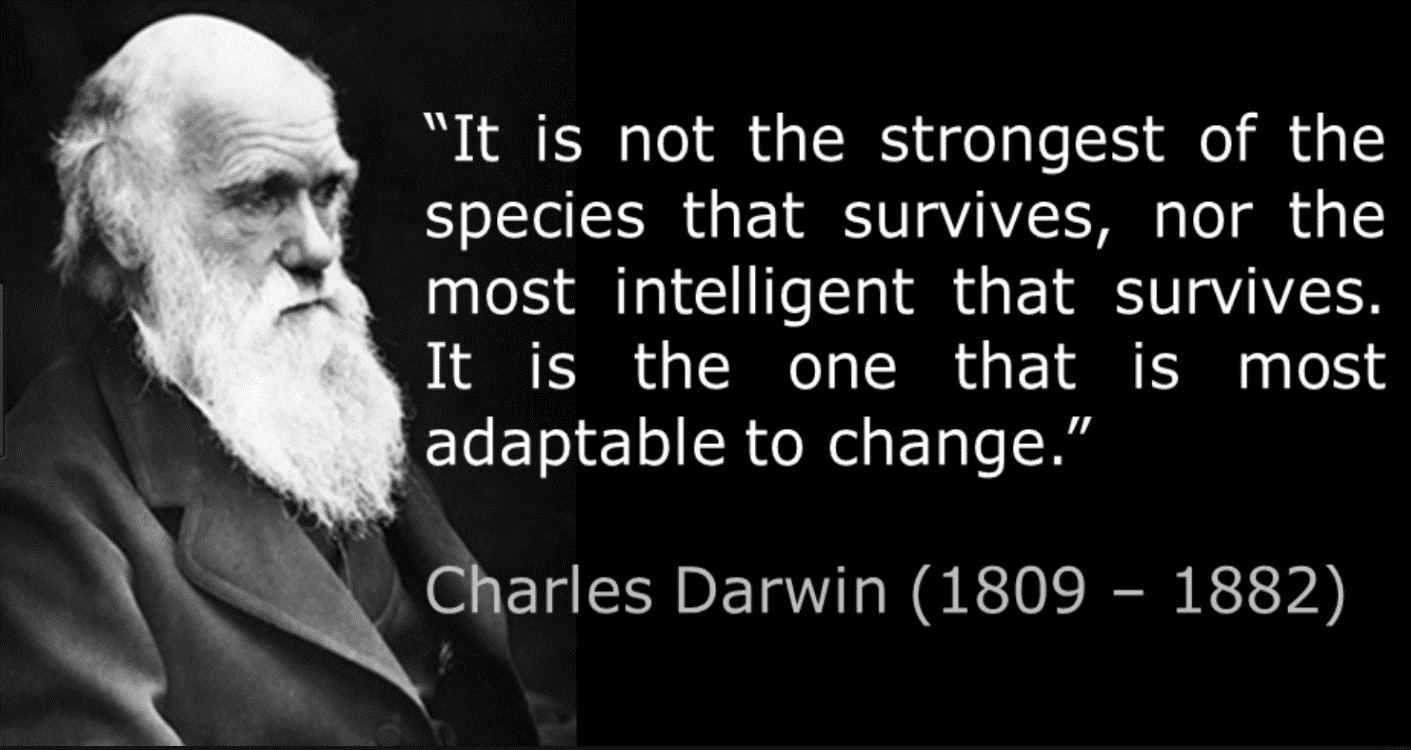 “It is not the strongest of the
species that survives, nor the
most intelligent that survives.
It is the one that is most
adaptable to change.”
Charles Darwin (1809 – 1882)